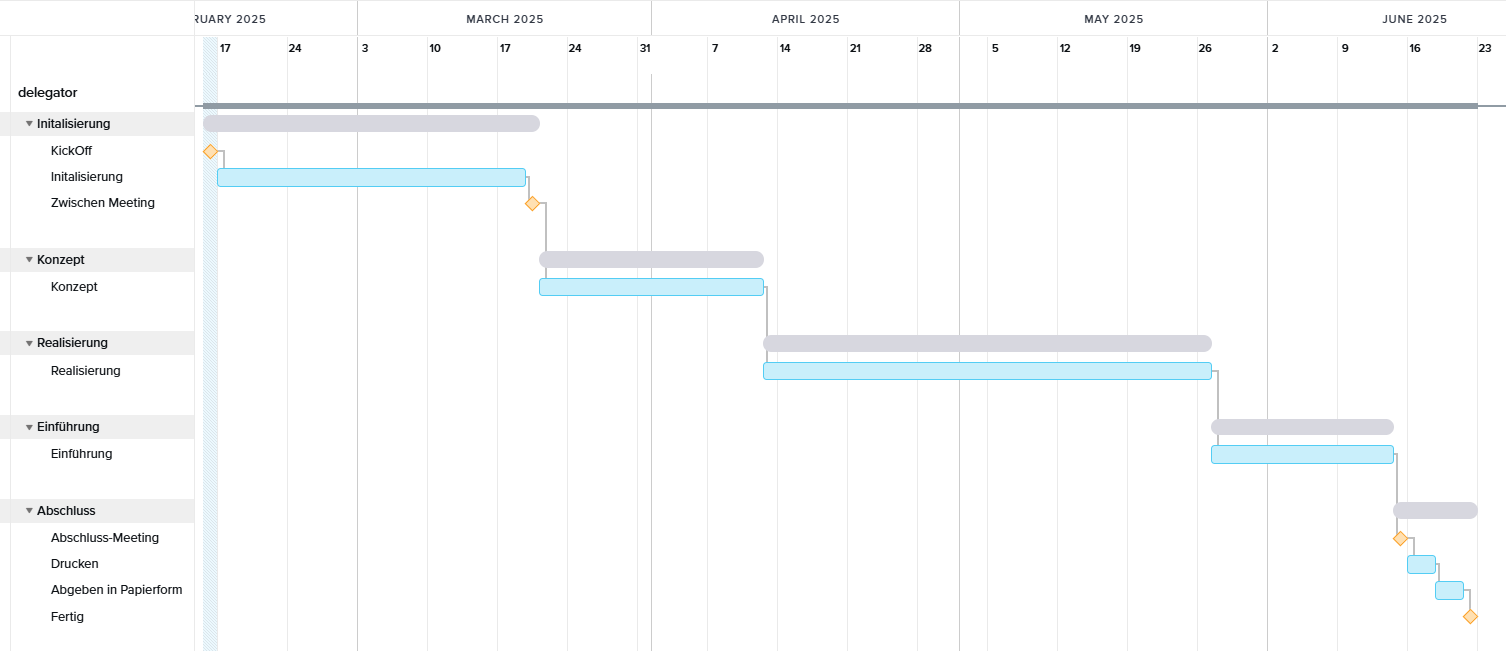 RUARY 2025 MARCH 2025 APRIL 2025 MAY 2025 JUNE 2025
17 24 3 10 17 24 31 7 14 21 28 5 12 19 26 2 9 16 23
delegator
Initalisierung
KickOff
Initalisierung
Zwischen Meeting
Konzept
Konzept
Realisierung
Realisierung
Einführung
Einführung
Abschluss
Abschluss-Meeting
Drucken
Abgeben in Papierform
Fertig